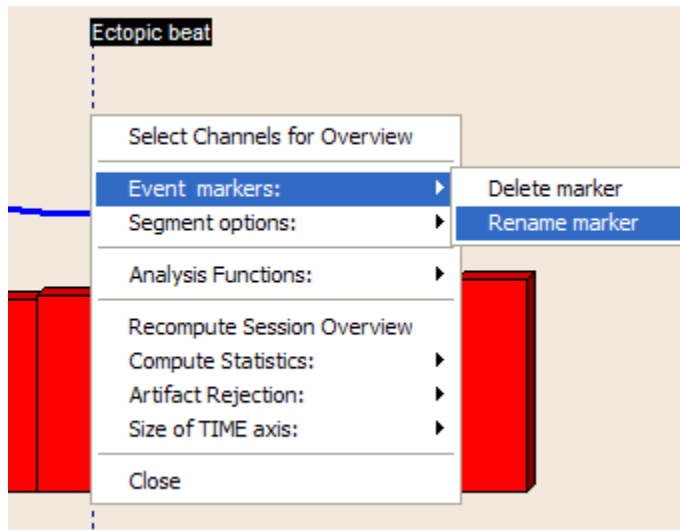 Ectopic beat
Select Channels for Overview
Event markers:
Delete marker
Segment options:
Rename marker
Analysis Functions:
Recompute Session Overview
Compute Statistics:
Artifact Rejection:
Size of TIME axis:
Close